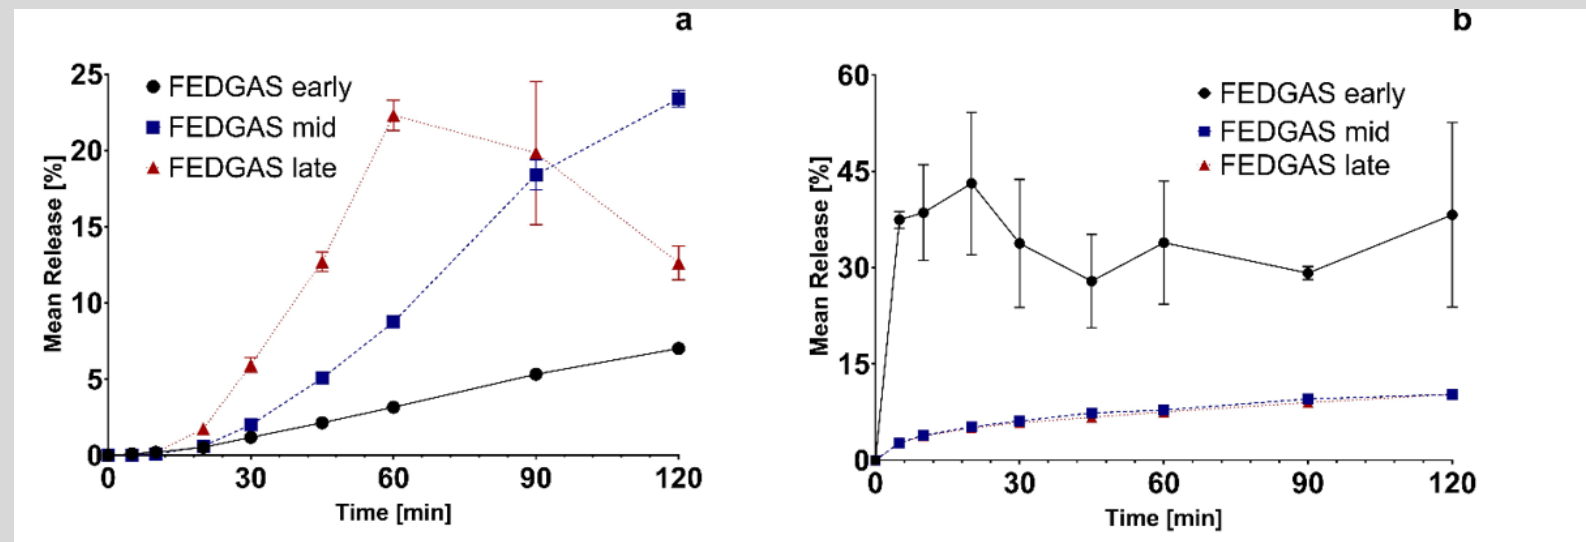 a
25
20
15
10
5
0
Mean Release [%]
FEDGAS early
FEDGAS mid
FEDGAS late
0 30 60 90 120
Time [min]
b
60
45
30
15
0
Mean Release [%]
FEDGAS early
FEDGAS mid
FEDGAS late
0 30 60 90 120
Time [min]